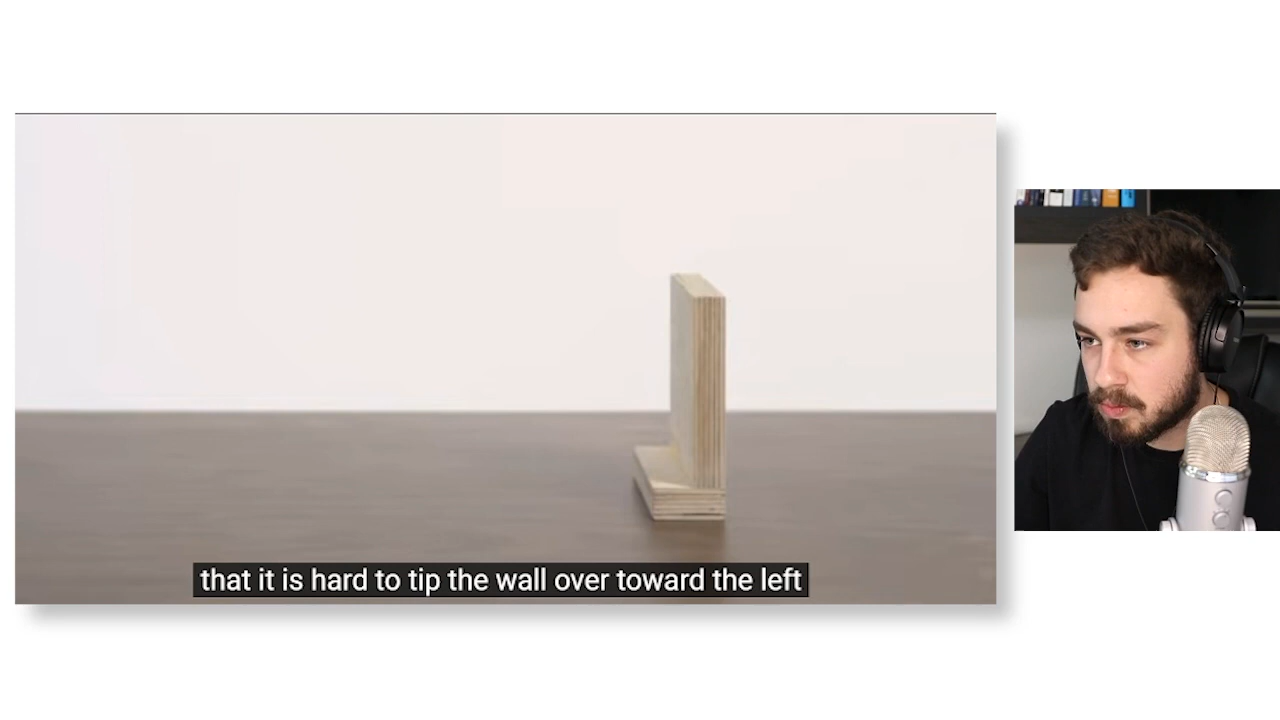 that it is hard to tip the wall over toward the left